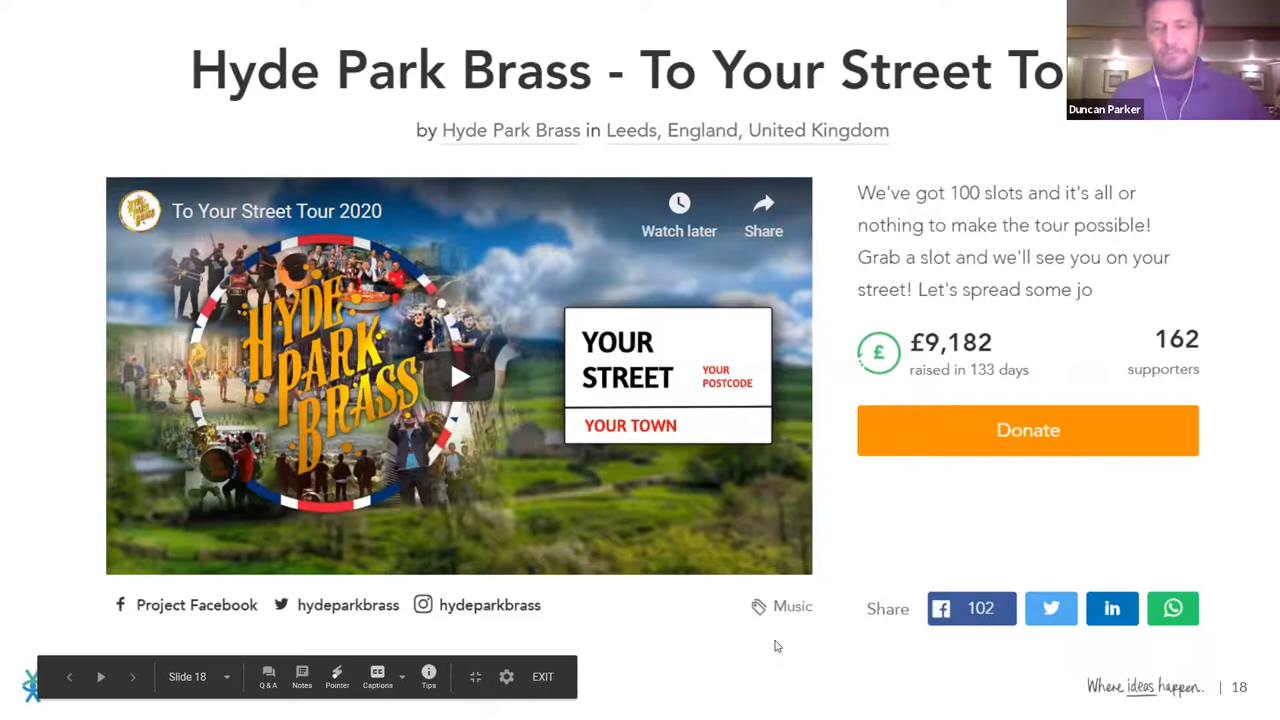 Hyde Park Brass - To Your Street To
Duncan Parker
by Hyde Park Brass in Leeds, England, United Kingdom
To Your Street Tour 2020
Watch later
Share
HYDE
PARK
BRASS
HYDE
PARK
BRASS
YOUR
STREET
YOUR
POSTCODE
YOUR TOWN
We've got 100 slots and it's all or
nothing to make the tour possible!
Grab a slot and we'll see you on your
street! Let's spread some jo
£
£9,182
raised in 133 days
162
supporters
Donate
Project Facebook
hydeparkbrass
hydeparkbrass
Music
Share
102
Slide 18
Q & A
Notes
Pointer
Captions
Tips
EXIT
Where ideas happen.
| 18